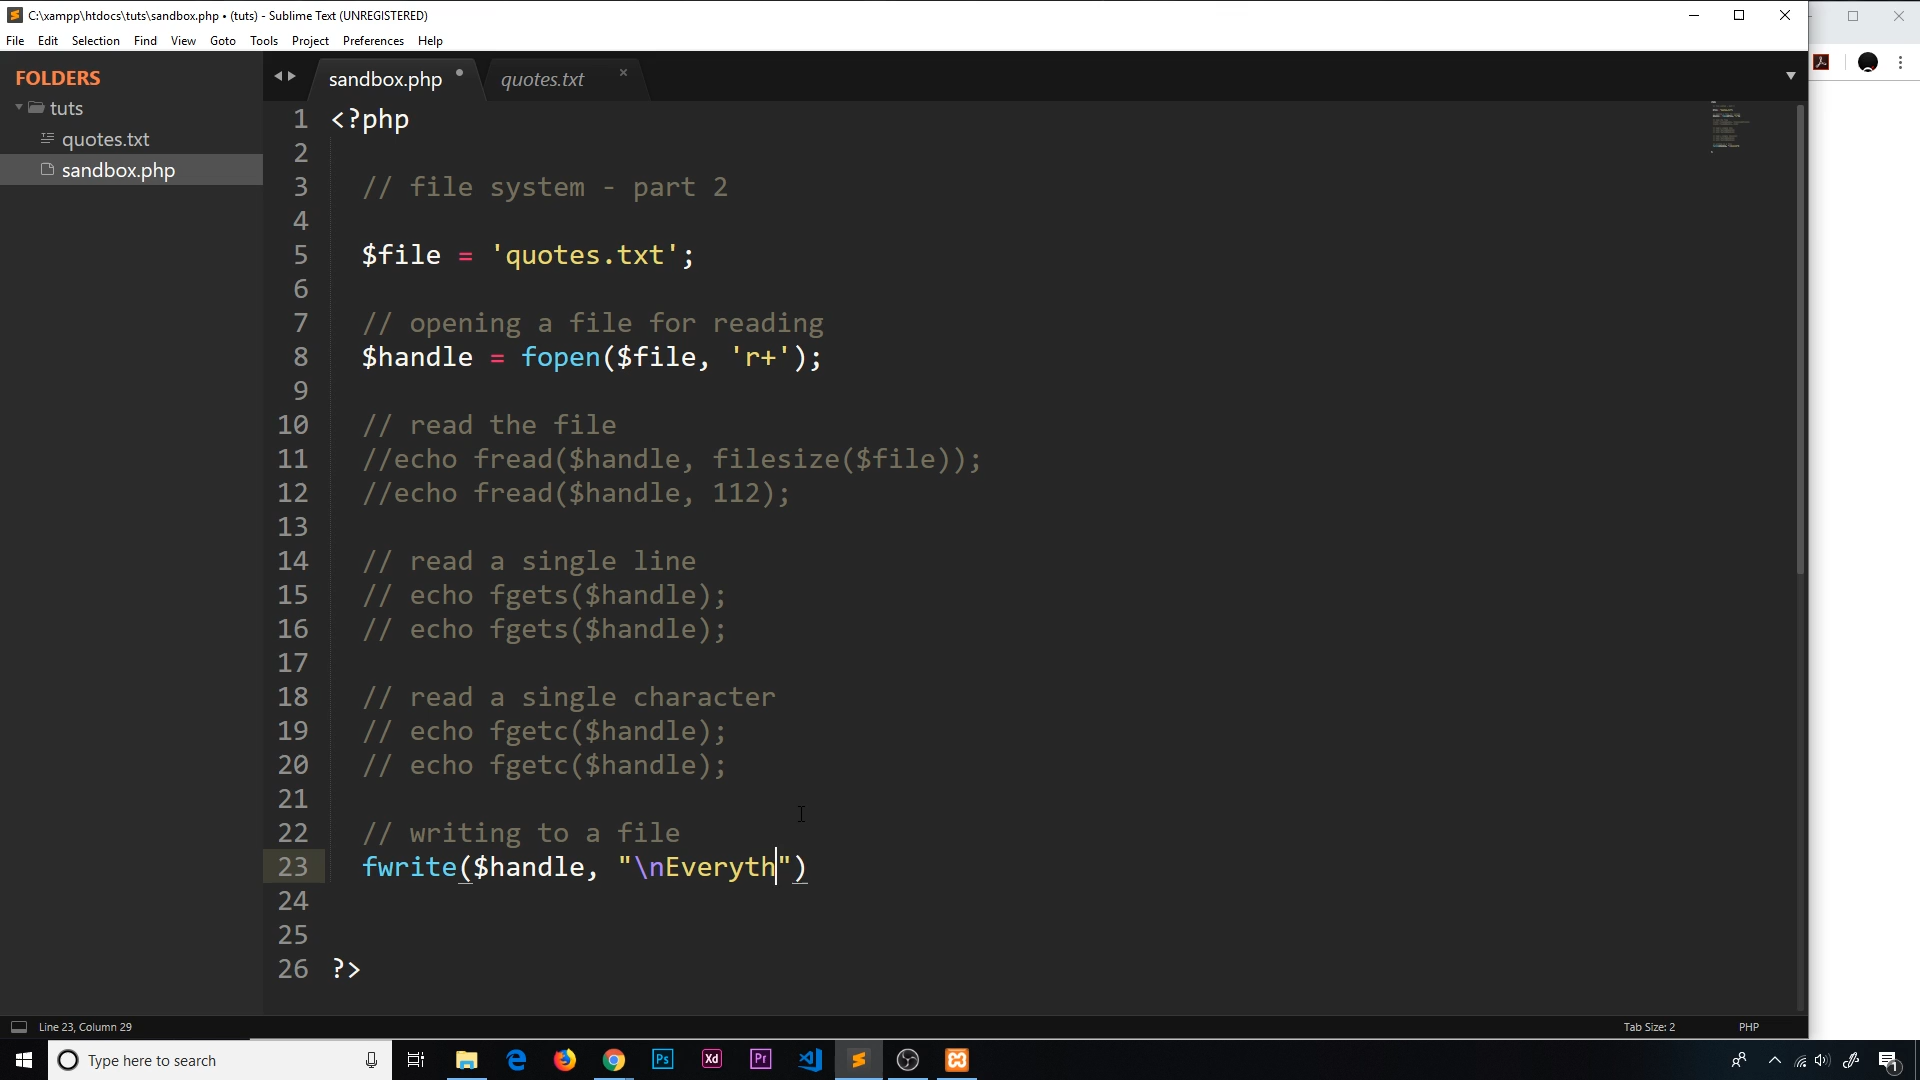 C:\xampp\htdocs\tuts\sandbox.php • (tuts) - Sublime Text (UNREGISTERED)
File Edit Selection Find View Goto Tools Project Preferences Help
FOLDERS
tuts
quotes.txt
sandbox.php
sandbox.php
quotes.txt
1 <?php
2
3 // file system - part 2
4
5 $file = 'quotes.txt';
6
7 // opening a file for reading
8 $handle = fopen($file, 'r+');
9
10 // read the file
11 //echo fread($handle, filesize($file));
12 //echo fread($handle, 112);
13
14 // read a single line
15 // echo fgets($handle);
16 // echo fgets($handle);
17
18 // read a single character
19 // echo fgetc($handle);
20 // echo fgetc($handle);
21
22 // writing to a file
23 fwrite($handle, "\nEveryth")
24
25
26 ?>
Line 23, Column 29
Tab Size: 2
PHP
Type here to search
Ps
Xd
Pr
1